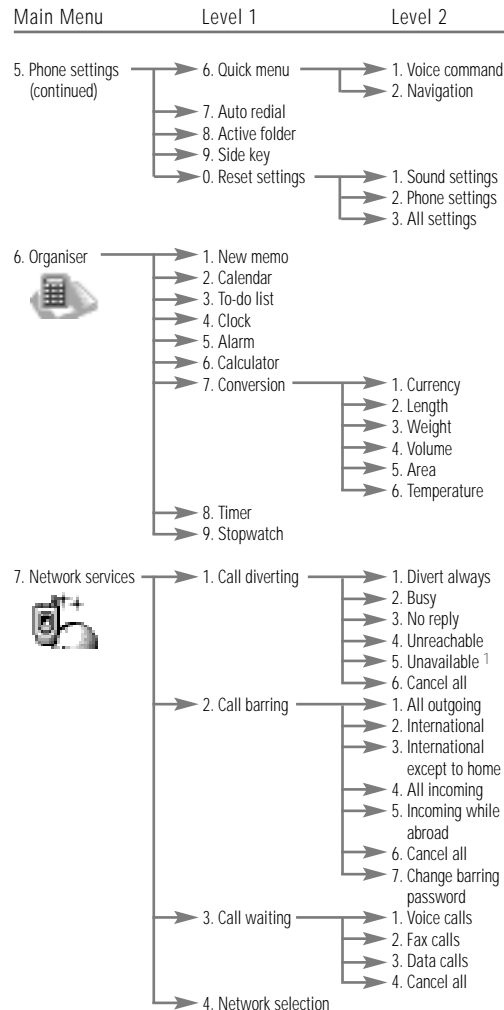 Main Menu Level 1 Level 2
5. Phone settings 6. Quick menu 1. Voice command
(continued) 2. Navigation
7. Auto redial
8. Active folder
9. Side key
0. Reset settings 1. Sound settings
2. Phone settings
3. All settings
6. Organiser 1. New memo
2. Calendar
3. To-do list
4. Clock
5. Alarm
6. Calculator
7. Conversion 1. Currency
2. Length
3. Weight
4. Volume
5. Area
6. Temperature
8. Timer
9. Stopwatch
7. Network services 1. Call diverting 1. Divert always
2. Busy
3. No reply
4. Unreachable
5. Unavailable 1
6. Cancel all
2. Call barring 1. All outgoing
2. International
3. International
except to home
4. All incoming
5. Incoming while
abroad
6. Cancel all
7. Change barring
password
3. Call waiting 1. Voice calls
2. Fax calls
3. Data calls
4. Cancel all
4. Network selection